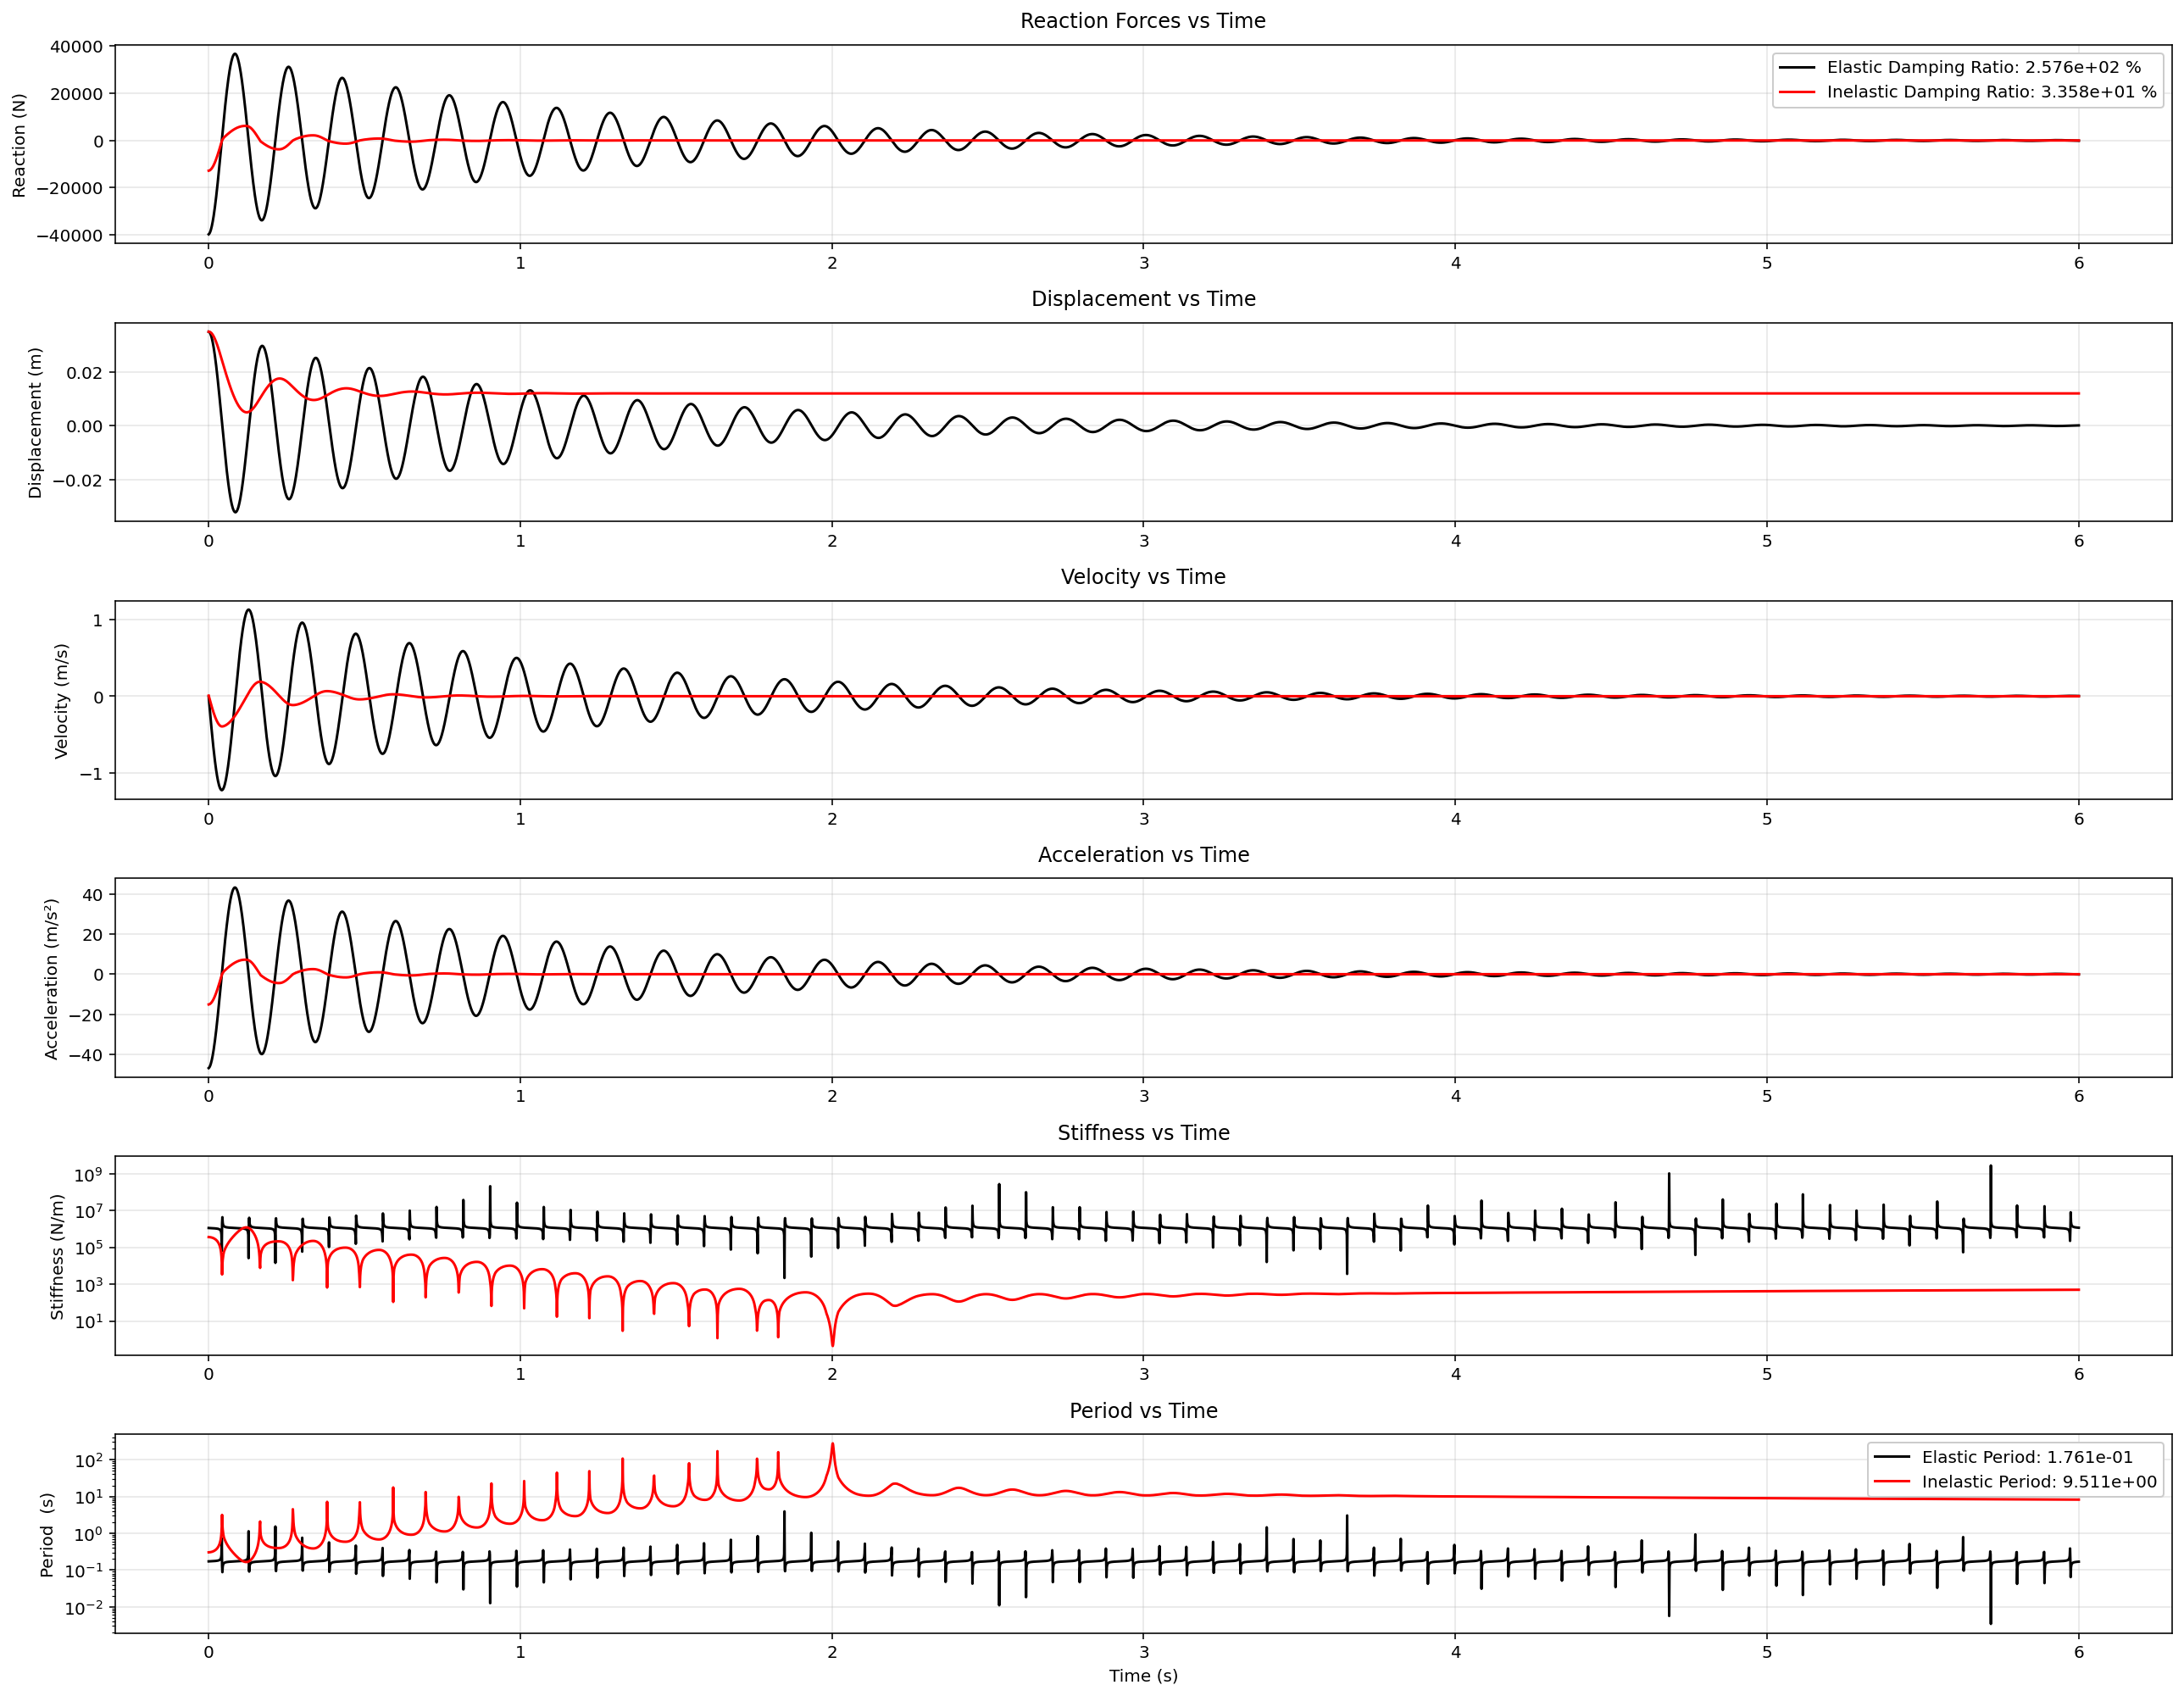 Reaction Forces vs Time
Reaction (N)
40000
20000
0
−20000
−40000
Elastic Damping Ratio: 2.576e+02 %
Inelastic Damping Ratio: 3.358e+01 %
0 1 2 3 4 5 6
Displacement vs Time
Displacement (m)
0.02
0.00
−0.02
0 1 2 3 4 5 6
Velocity vs Time
Velocity (m/s)
1
0
−1
0 1 2 3 4 5 6
Acceleration vs Time
Acceleration (m/s²)
40
20
0
−20
−40
0 1 2 3 4 5 6
Stiffness vs Time
Stiffness (N/m)
10⁹
10⁷
10⁵
10³
10¹
0 1 2 3 4 5 6
Period vs Time
Period (s)
10²
10¹
10⁰
10⁻¹
10⁻²
Elastic Period: 1.761e-01
Inelastic Period: 9.511e+00
0 1 2 3 4 5 6
Time (s)